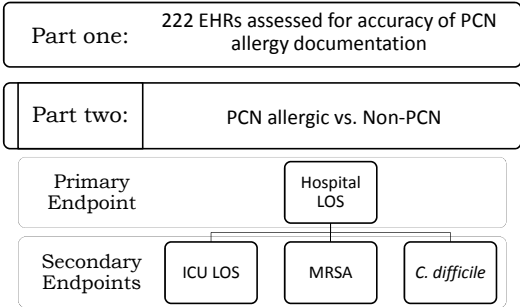 Part one:
222 EHRs assessed for accuracy of PCN
allergy documentation
Part two:
PCN allergic vs. Non-PCN
Primary
Endpoint
Hospital
LOS
Secondary
Endpoints
ICU LOS
MRSA
C. difficile